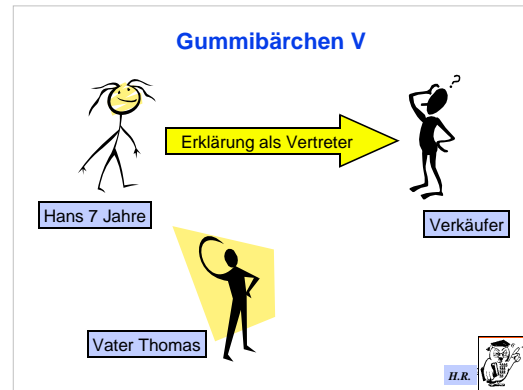 Gummibärchen V
?
Erklärung als Vertreter
Hans 7 Jahre
Verkäufer
Vater Thomas
H.R.